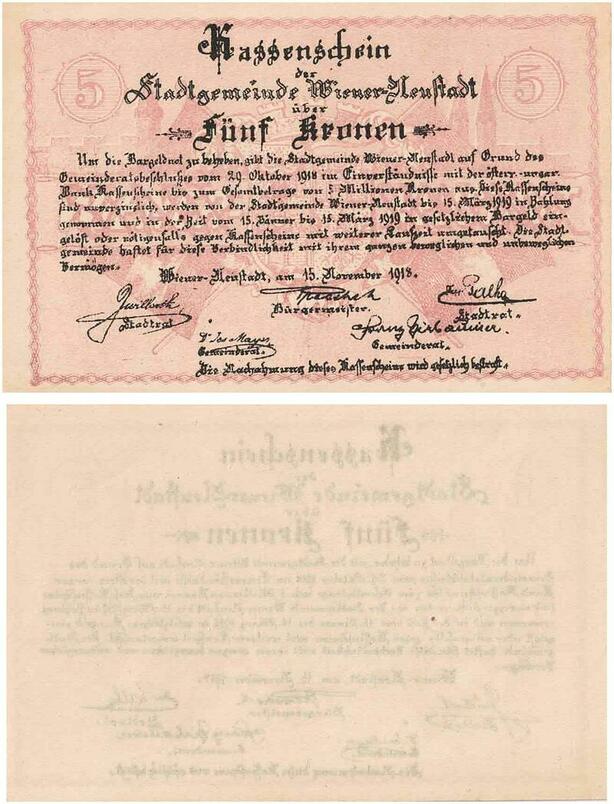 Kassenschein
der
5 Stadtgemeinde Wiener-Neustadt 5
über
Fünf Kronen
Um die Bargeldnot zu beheben, gibt die Stadtgemeinde Wiener-Neustadt auf Grund des
Gemeinderatsbeschlusses vom 29. Oktober 1918 im Einverständnisse mit der österr.-ungar.
Bank Kassenscheine bis zum Gesamtbetrage von 5 Millionen Kronen aus. Diese Kassenscheine
sind unverzinslich, werden von der Stadtgemeinde Wiener-Neustadt bis 15. März 1919 in Zahlung
genommen und in der Zeit vom 15. Jänner bis 15. März 1919 in gesetzlichem Bargeld ein-
gelöst oder nötigenfalls gegen Kassenscheine mit weiterer Laufzeit umgetauscht. Die Stadt-
gemeinde haftet für diese Verbindlichkeit mit ihrem ganzen beweglichen und unbeweglichen
Vermögen.
Wiener-Neustadt, am 15. November 1918.
Stadtrat
Bürgermeister.
Stadtrat.
Dr Jos Mayer
Gemeinderat.
Gemeinderat.
Die Nachahmung dieses Kassenscheins wird gesetzlich bestraft.